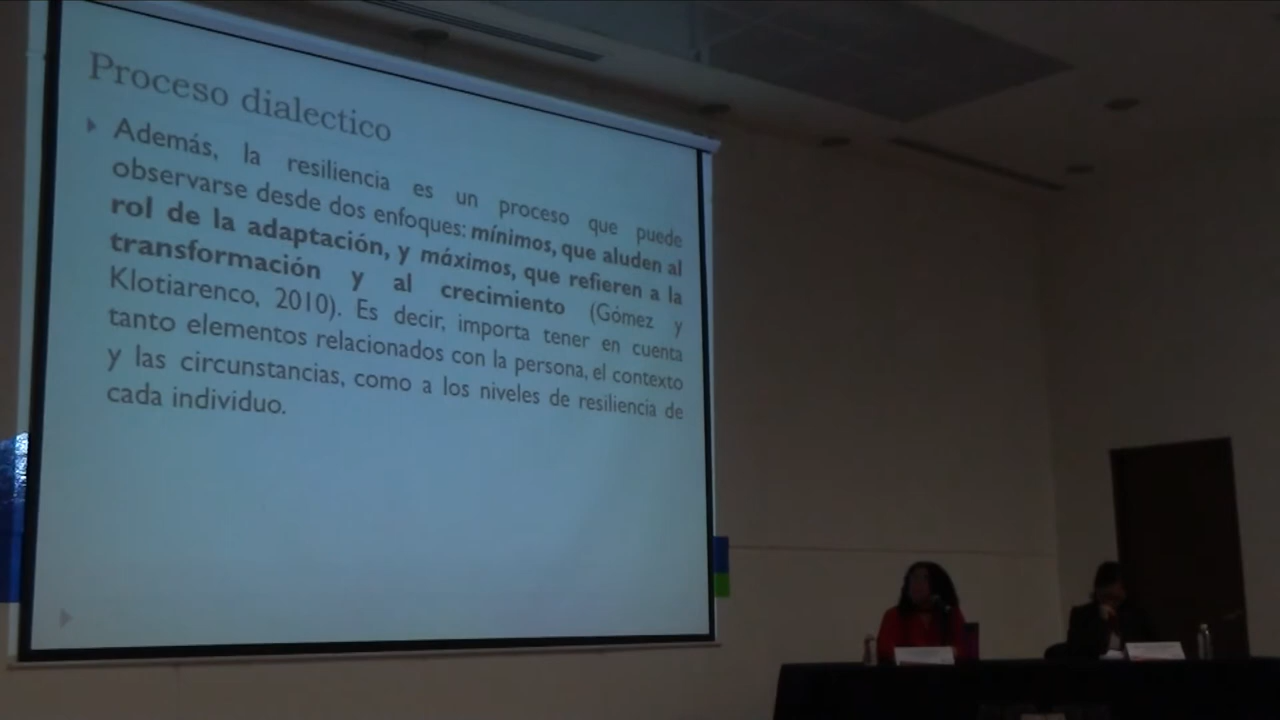 Proceso dialectico
Además, la resiliencia es un proceso que puede
observarse desde dos enfoques: mínimos, que aluden al
rol de la adaptación, y máximos, que refieren a la
transformación y al crecimiento (Gómez y
Klotiarenco, 2010). Es decir, importa tener en cuenta
tanto elementos relacionados con la persona, el contexto
y las circunstancias, como a los niveles de resiliencia de
cada individuo.